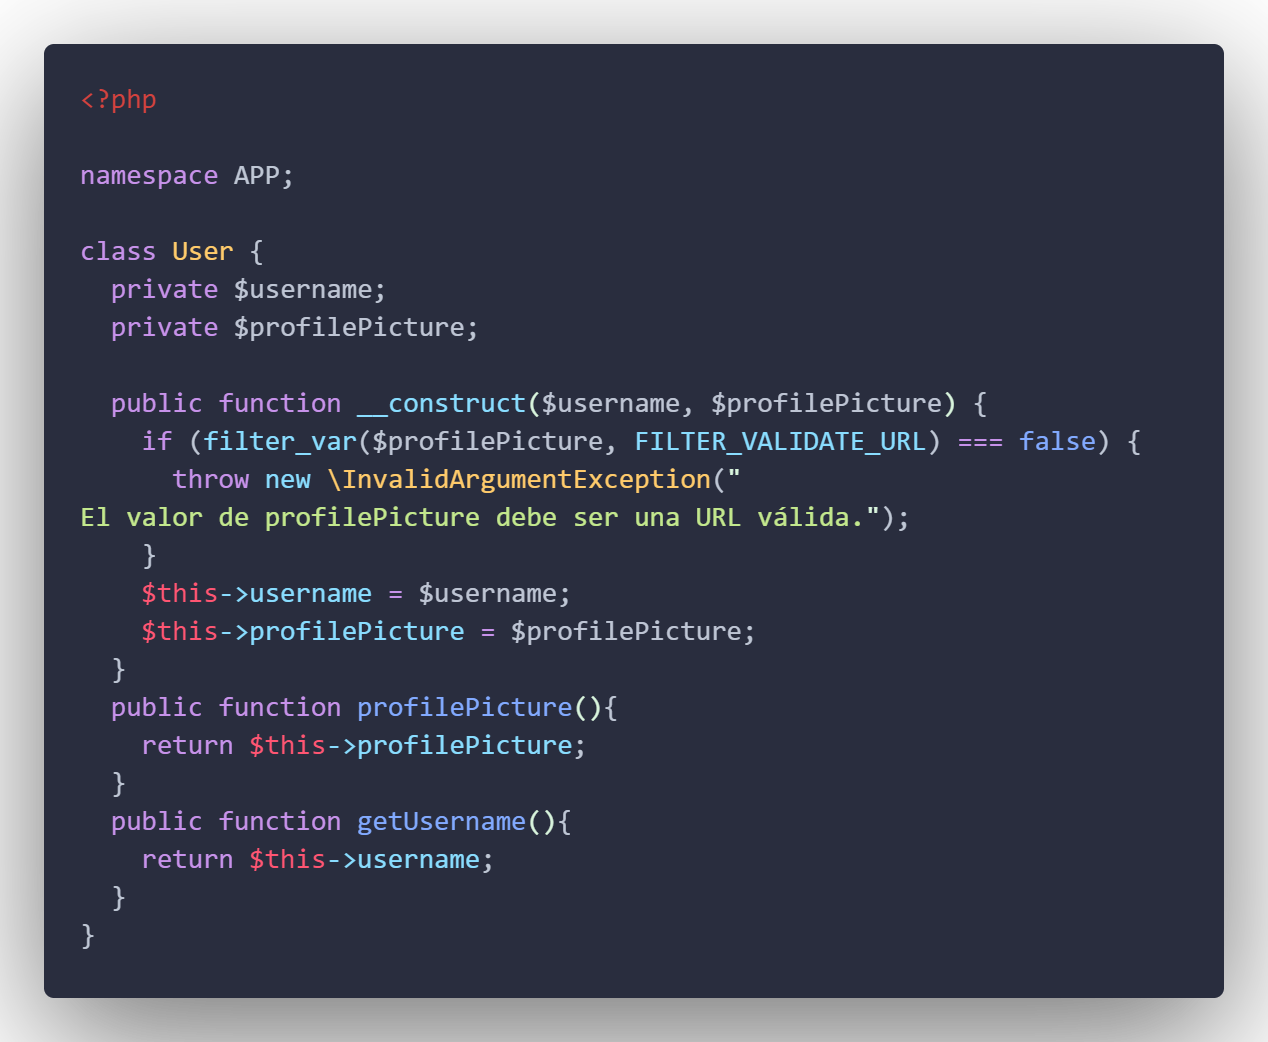 <?php

namespace APP;

class User {
  private $username;
  private $profilePicture;

  public function __construct($username, $profilePicture) {
    if (filter_var($profilePicture, FILTER_VALIDATE_URL) === false) {
      throw new \InvalidArgumentException("
El valor de profilePicture debe ser una URL válida.");
    }
    $this->username = $username;
    $this->profilePicture = $profilePicture;
  }
  public function profilePicture(){
    return $this->profilePicture;
  }
  public function getUsername(){
    return $this->username;
  }
}